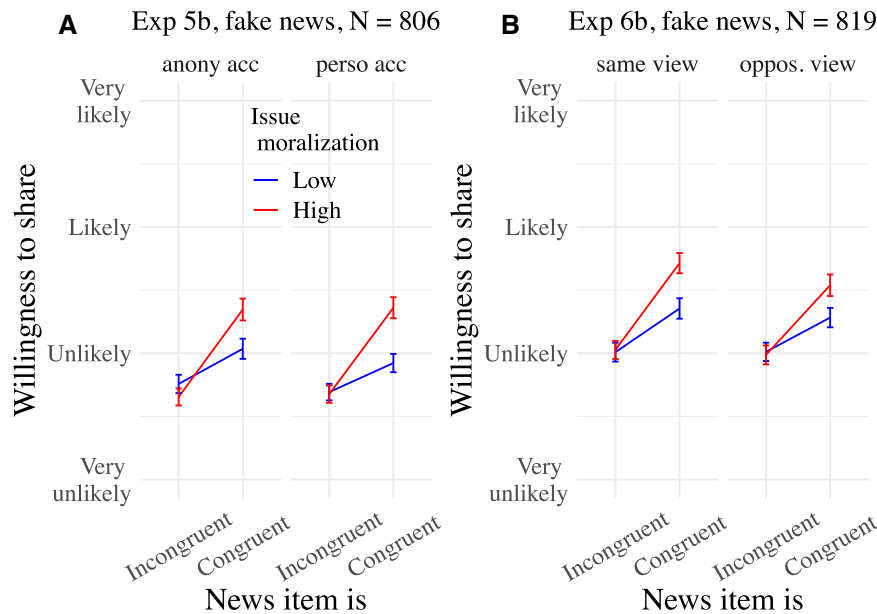 A Exp 5b, fake news, N = 806
anony acc perso acc
Very
likely
Likely
Unlikely
Very
unlikely
Willingness to share
Issue
moralization
Low
High
Incongruent Congruent Incongruent Congruent
News item is
B Exp 6b, fake news, N = 819
same view oppos. view
Very
likely
Likely
Unlikely
Very
unlikely
Willingness to share
Incongruent Congruent Incongruent Congruent
News item is